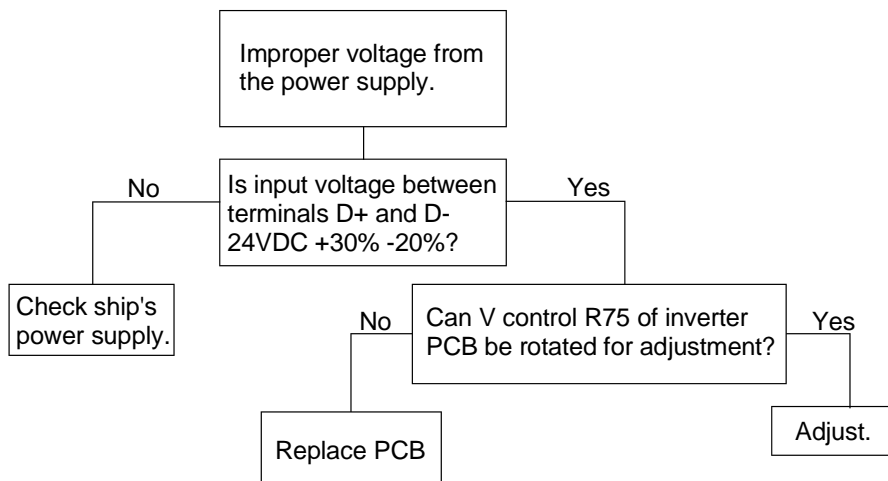 Improper voltage from
the power supply.
No
Is input voltage between
terminals D+ and D-
24VDC +30% -20%?
Yes
Check ship's
power supply.
No
Can V control R75 of inverter
PCB be rotated for adjustment?
Yes
Replace PCB
Adjust.